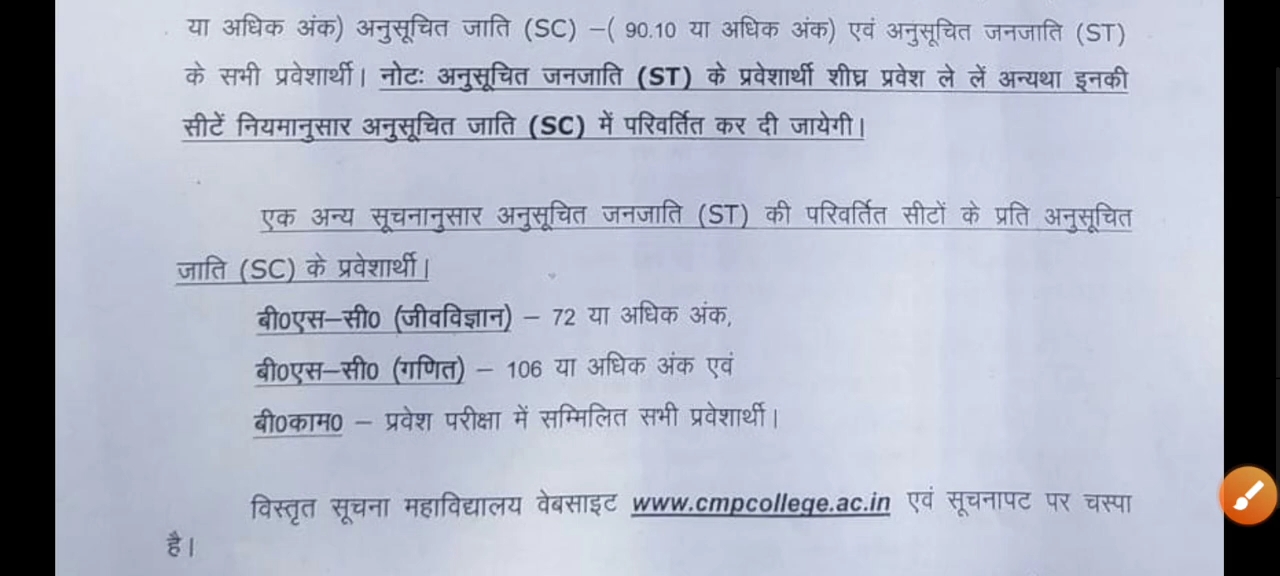 या अधिक अंक) अनुसूचित जाति (SC) –( 90.10 या अधिक अंक) एवं अनुसूचित जनजाति (ST)
के सभी प्रवेशार्थी। नोटः अनुसूचित जनजाति (ST) के प्रवेशार्थी शीघ्र प्रवेश ले लें अन्यथा इनकी
सीटें नियमानुसार अनुसूचित जाति (SC) में परिवर्तित कर दी जायेगी।
एक अन्य सूचनानुसार अनुसूचित जनजाति (ST) की परिवर्तित सीटों के प्रति अनुसूचित
जाति (SC) के प्रवेशार्थी।
बी0एस–सी0 (जीवविज्ञान) – 72 या अधिक अंक,
बी0एस–सी0 (गणित) – 106 या अधिक अंक एवं
बी0काम0 – प्रवेश परीक्षा में सम्मिलित सभी प्रवेशार्थी।
विस्तृत सूचना महाविद्यालय वेबसाइट www.cmpcollege.ac.in एवं सूचनापट पर चस्पा
है।